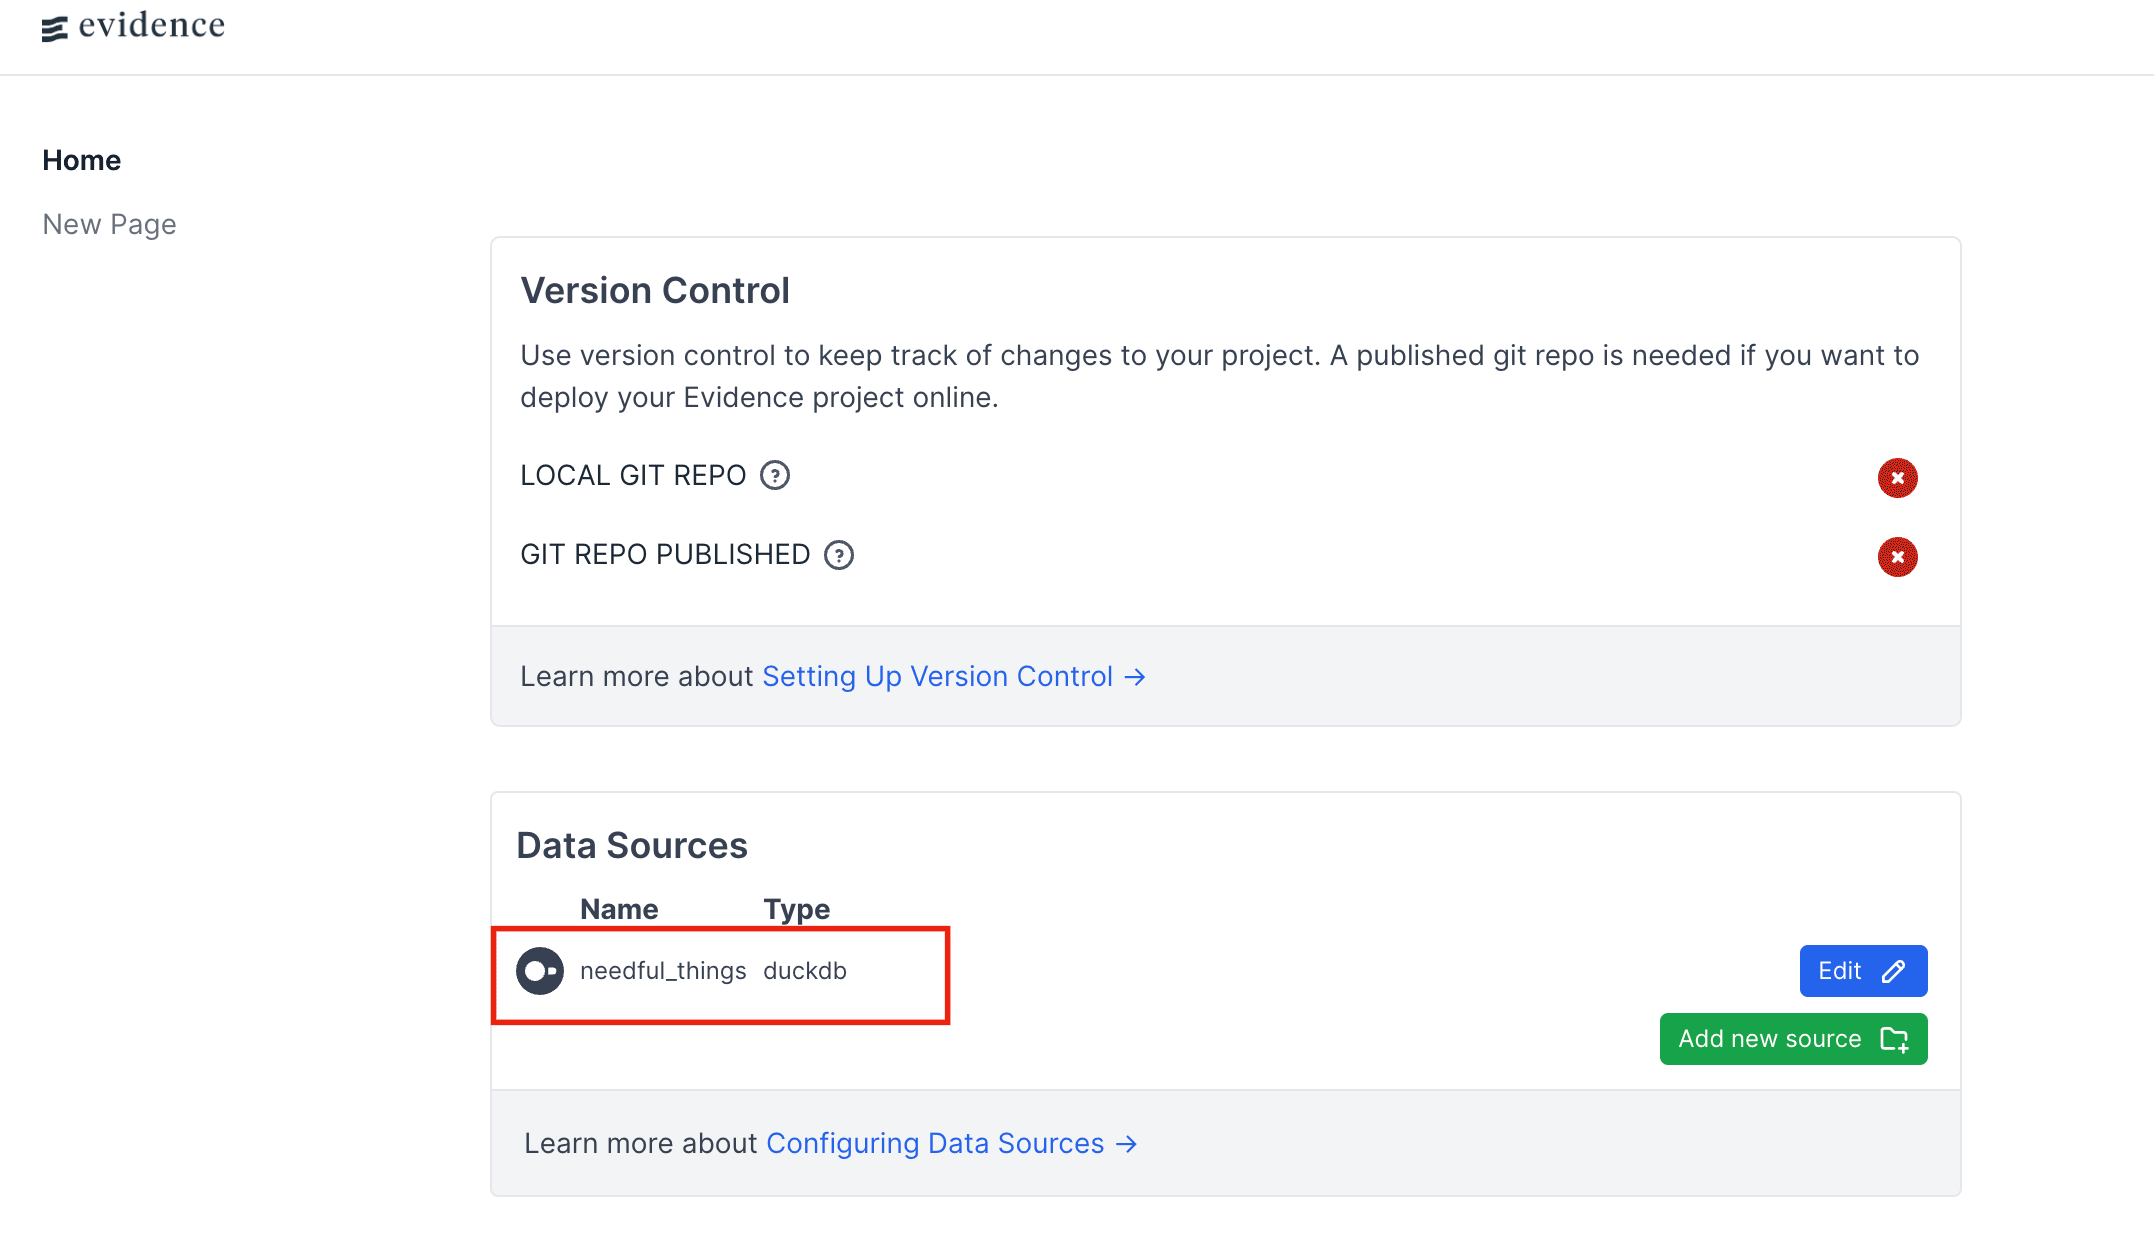 evidence
Home
New Page
Version Control
Use version control to keep track of changes to your project. A published git repo is needed if you want to
deploy your Evidence project online.
LOCAL GIT REPO ?
GIT REPO PUBLISHED ?
Learn more about Setting Up Version Control →
Data Sources
Name Type
needful_things duckdb
Edit
Add new source
Learn more about Configuring Data Sources →